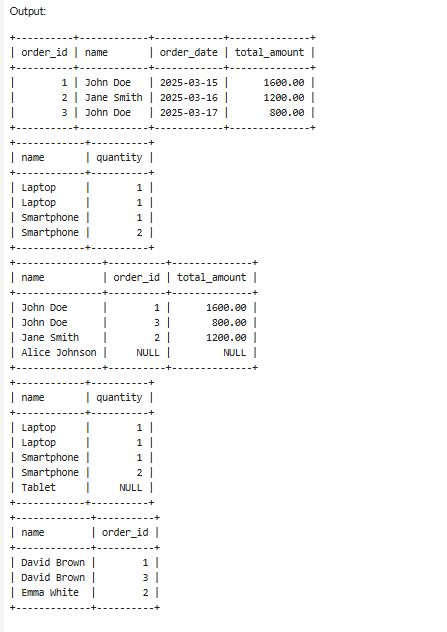 Output:
+----------+------------+------------+--------------+
| order_id | name       | order_date | total_amount |
+----------+------------+------------+--------------+
|        1 | John Doe   | 2025-03-15 |      1600.00 |
|        2 | Jane Smith | 2025-03-16 |      1200.00 |
|        3 | John Doe   | 2025-03-17 |       800.00 |
+----------+------------+------------+--------------+
+------------+----------+
| name       | quantity |
+------------+----------+
| Laptop     |        1 |
| Laptop     |        1 |
| Smartphone |        1 |
| Smartphone |        2 |
+------------+----------+
+---------------+----------+--------------+
| name          | order_id | total_amount |
+---------------+----------+--------------+
| John Doe      |        1 |      1600.00 |
| John Doe      |        3 |       800.00 |
| Jane Smith    |        2 |      1200.00 |
| Alice Johnson |     NULL |         NULL |
+---------------+----------+--------------+
+------------+----------+
| name       | quantity |
+------------+----------+
| Laptop     |        1 |
| Laptop     |        1 |
| Smartphone |        1 |
| Smartphone |        2 |
| Tablet     |     NULL |
+------------+----------+
+-------------+----------+
| name        | order_id |
+-------------+----------+
| David Brown |        1 |
| David Brown |        3 |
| Emma White  |        2 |
+-------------+----------+